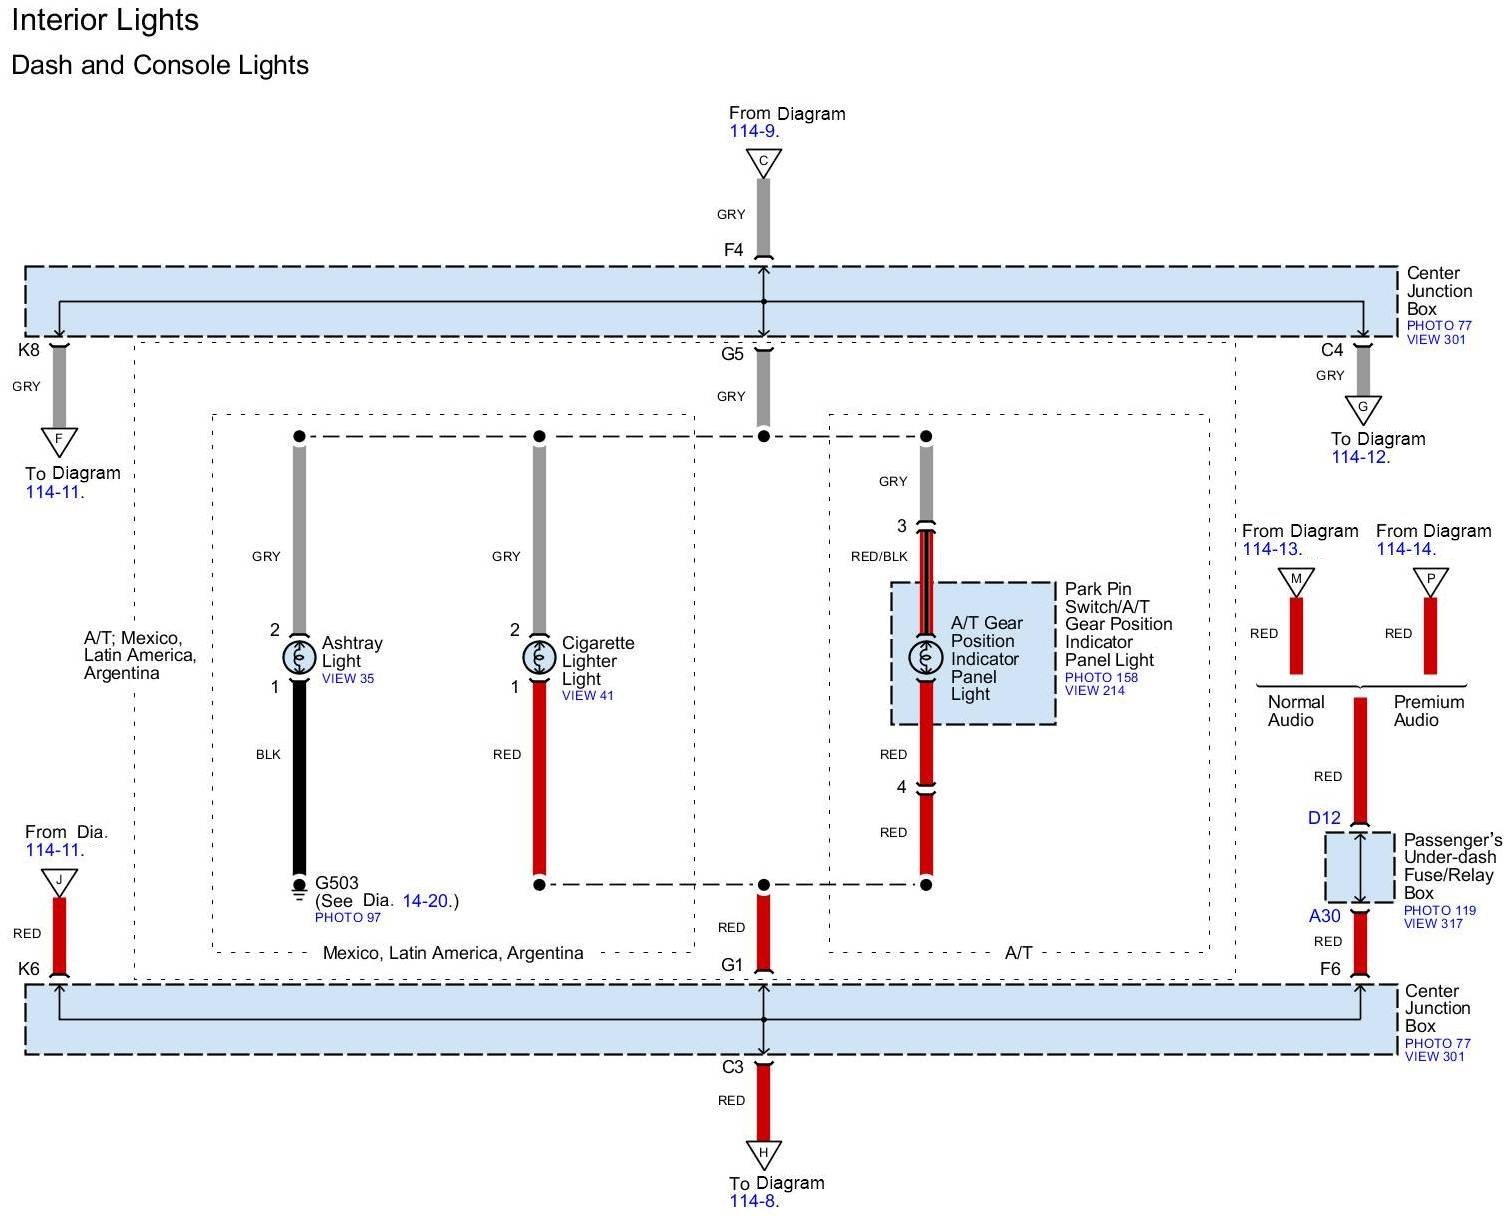 Interior Lights
Dash and Console Lights
From Diagram
114-9.
C
GRY
F4
Center
Junction
Box
PHOTO 77
VIEW 301
K8
GRY
F
To Diagram
114-11.
G5
GRY
C4
GRY
G
To Diagram
114-12.
GRY
3
RED/BLK
GRY
GRY
From Diagram
114-13.
M
RED
From Diagram
114-14.
P
RED
Normal
Audio
Premium
Audio
A/T; Mexico,
Latin America,
Argentina
2
Ashtray
Light
VIEW 35
1
BLK
2
Cigarette
Lighter
Light
VIEW 41
1
RED
A/T Gear
Position
Indicator
Panel
Light
Park Pin
Switch/A/T
Gear Position
Indicator
Panel Light
PHOTO 158
VIEW 214
RED
4
RED
RED
D12
Passenger's
Under-dash
Fuse/Relay
Box
PHOTO 119
VIEW 317
A30
RED
F6
From Dia.
114-11.
J
RED
K6
G503
(See Dia. 14-20.)
PHOTO 97
Mexico, Latin America, Argentina
RED
G1
A/T
Center
Junction
Box
PHOTO 77
VIEW 301
C3
RED
H
To Diagram
114-8.